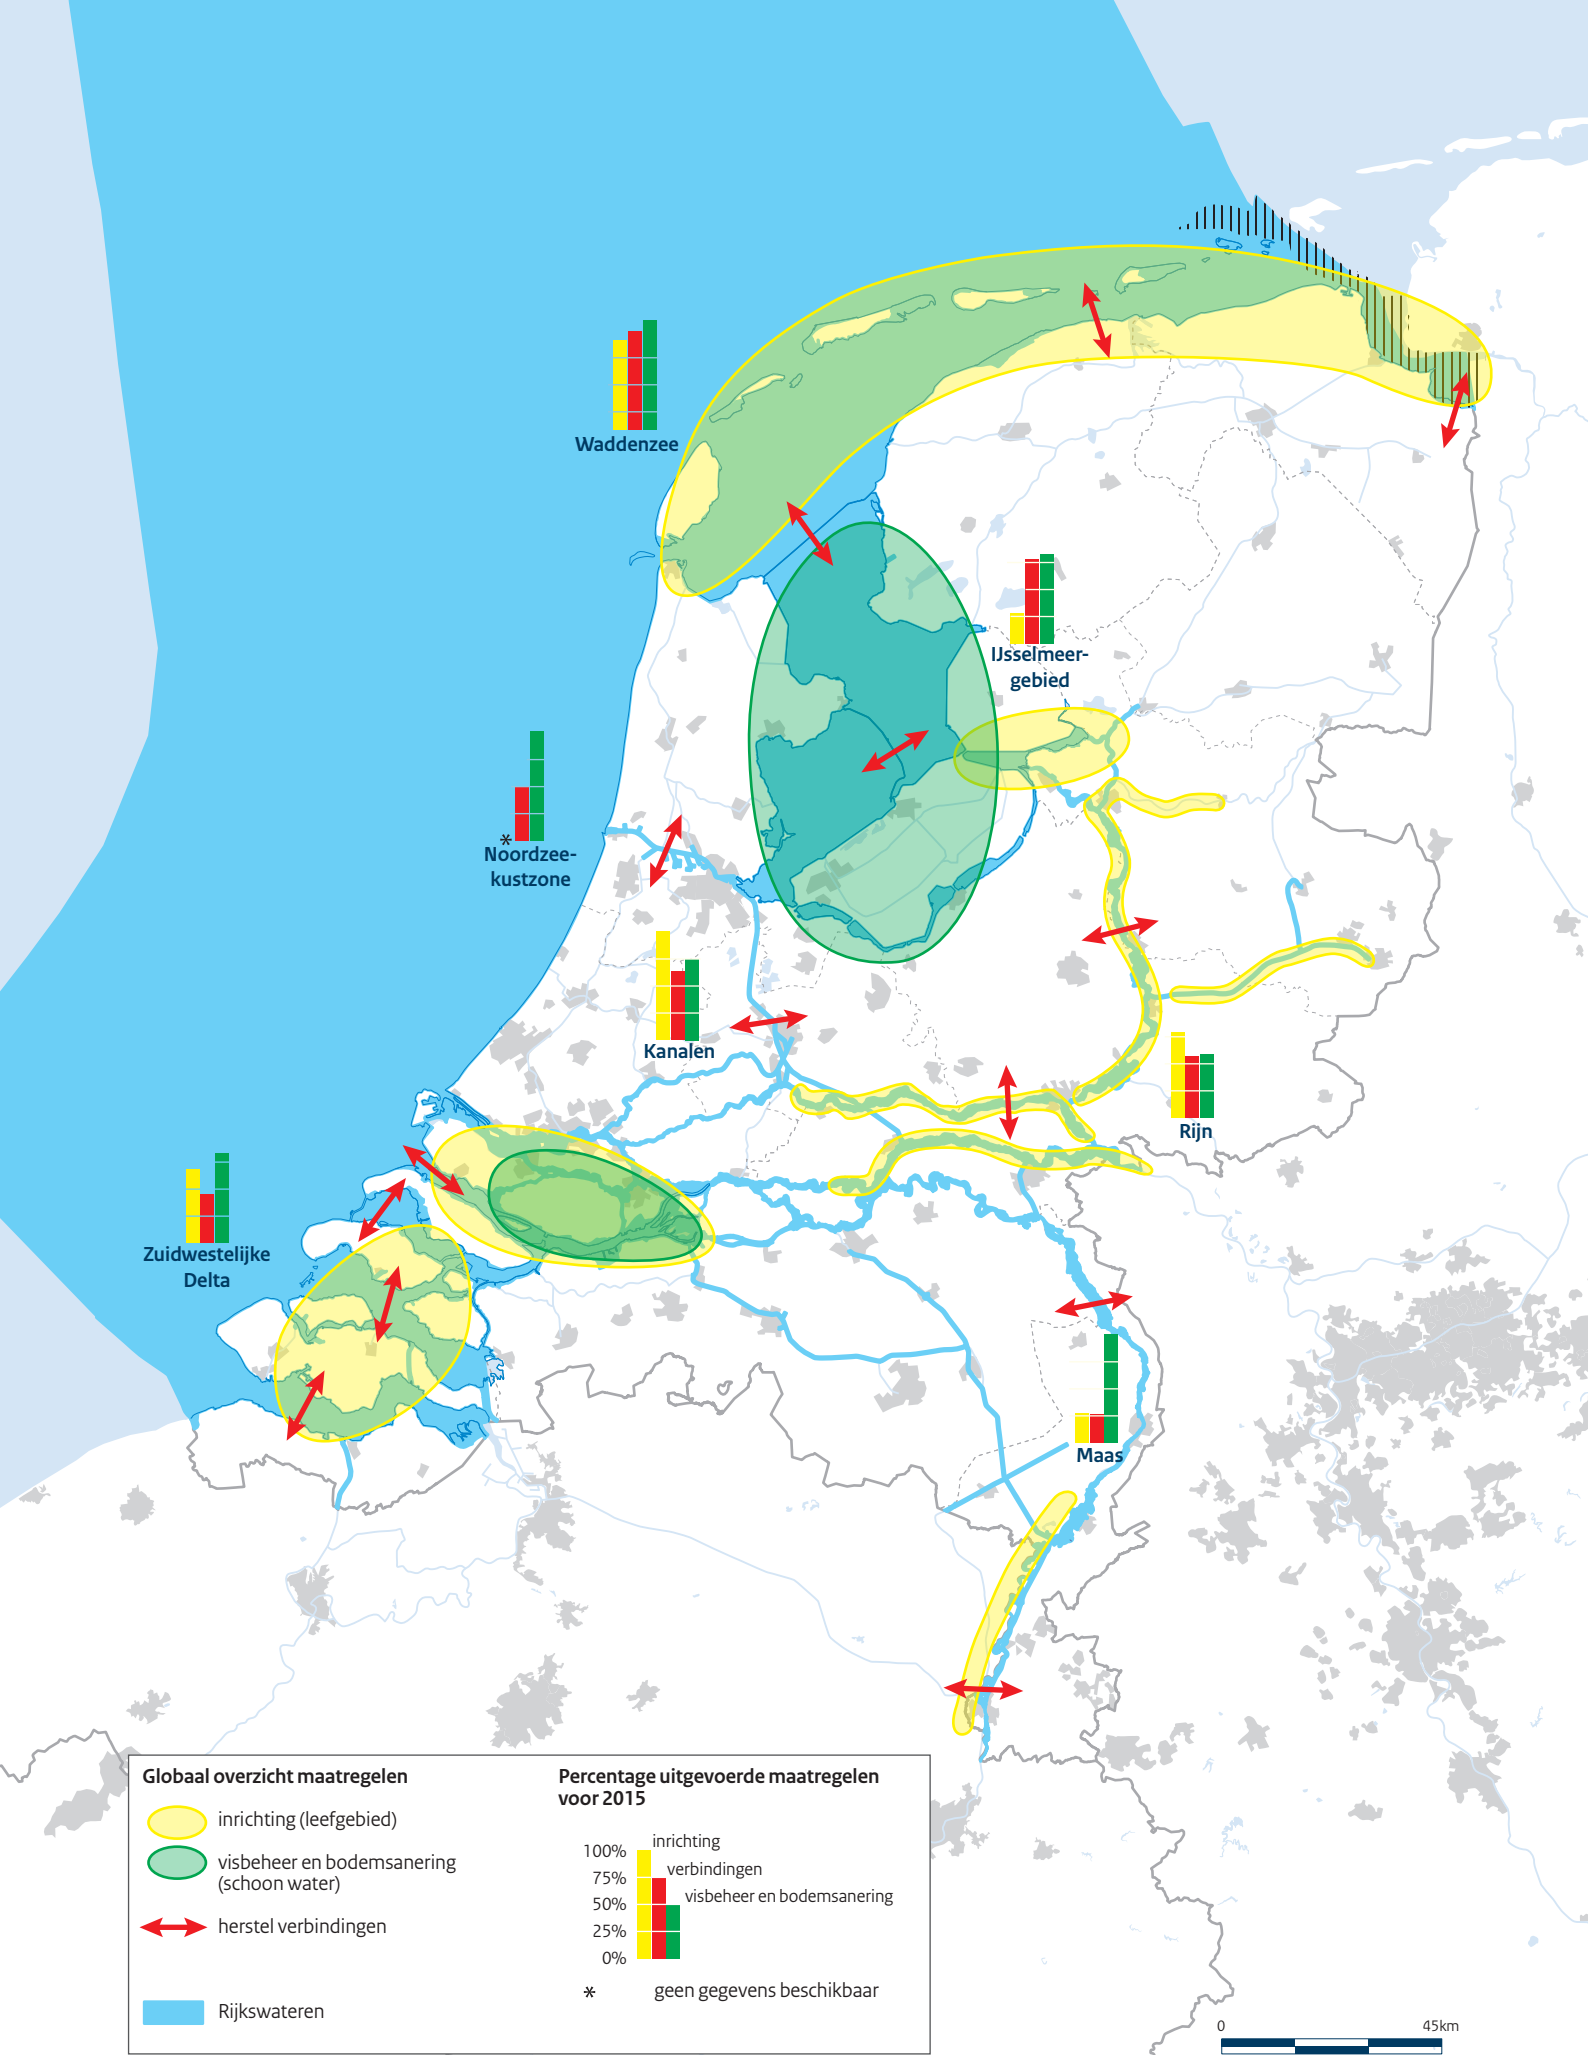 Waddenzee
IJsselmeer-
gebied
*
Noordzee-
kustzone
Kanalen
Rijn
Zuidwestelijke
Delta
Maas
Globaal overzicht maatregelen
inrichting (leefgebied)
visbeheer en bodemsanering
(schoon water)
herstel verbindingen
Rijkswateren
Percentage uitgevoerde maatregelen
voor 2015
inrichting
100%
verbindingen
75%
visbeheer en bodemsanering
50%
25%
0%
* geen gegevens beschikbaar
0 45km